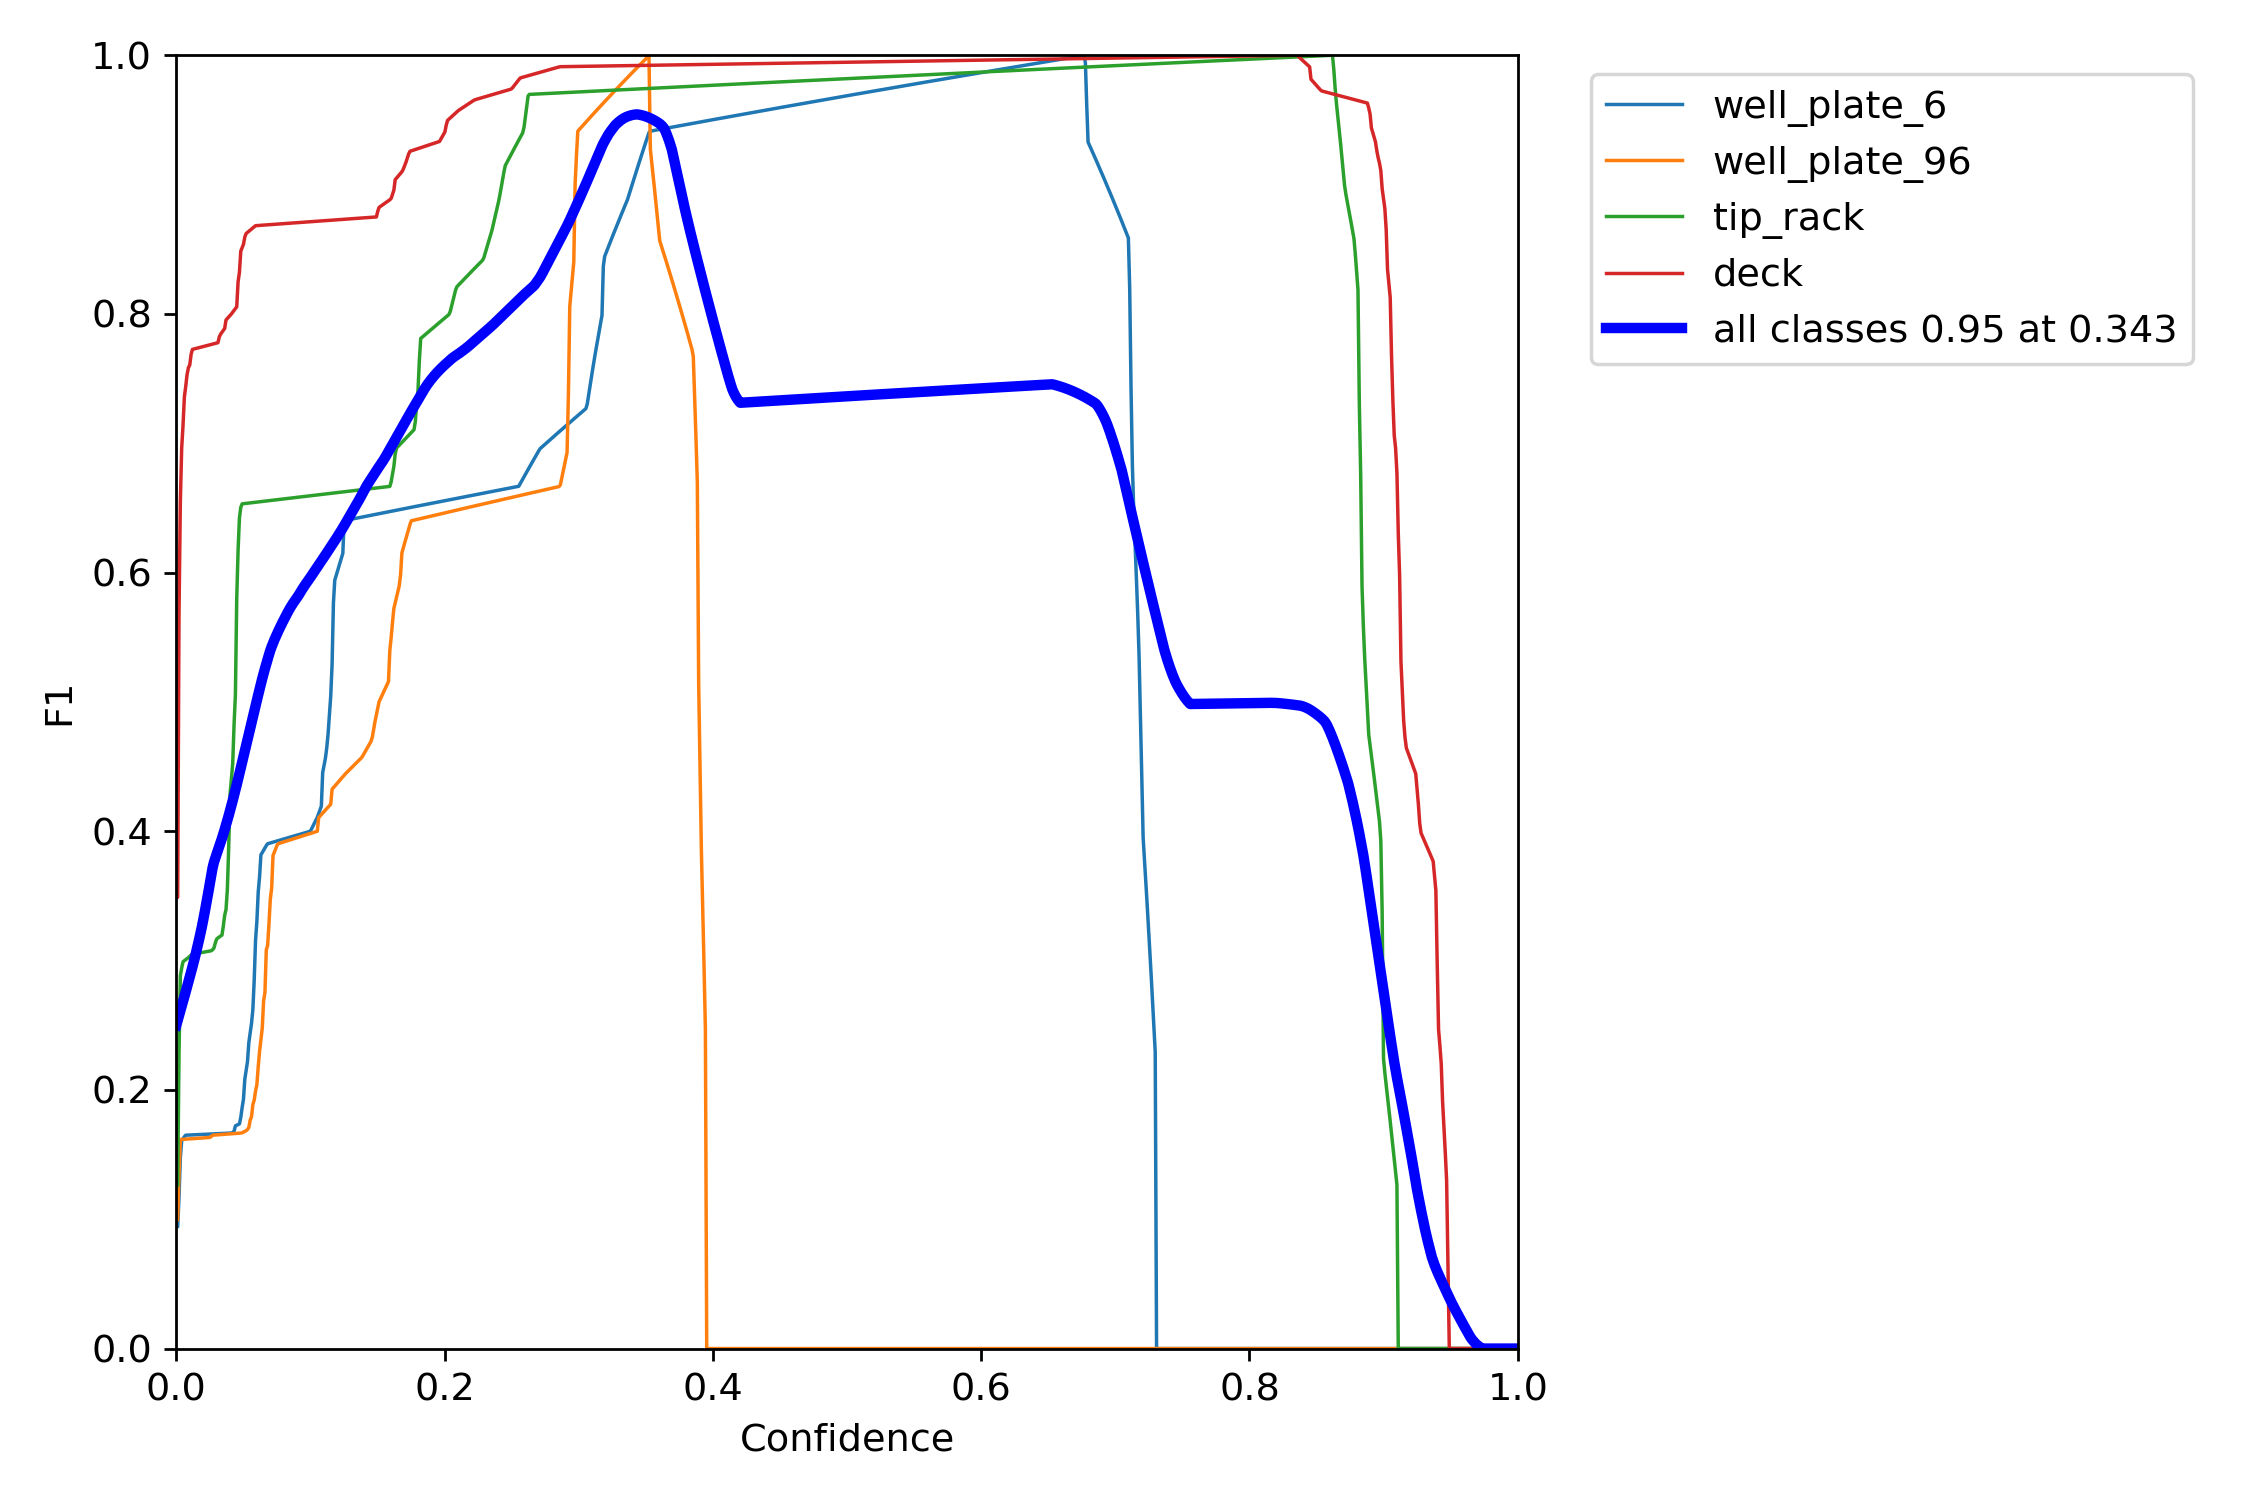 1.0
0.8
0.6
0.4
0.2
0.0
F1
0.0 0.2 0.4 0.6 0.8 1.0
Confidence
well_plate_6
well_plate_96
tip_rack
deck
all classes 0.95 at 0.343